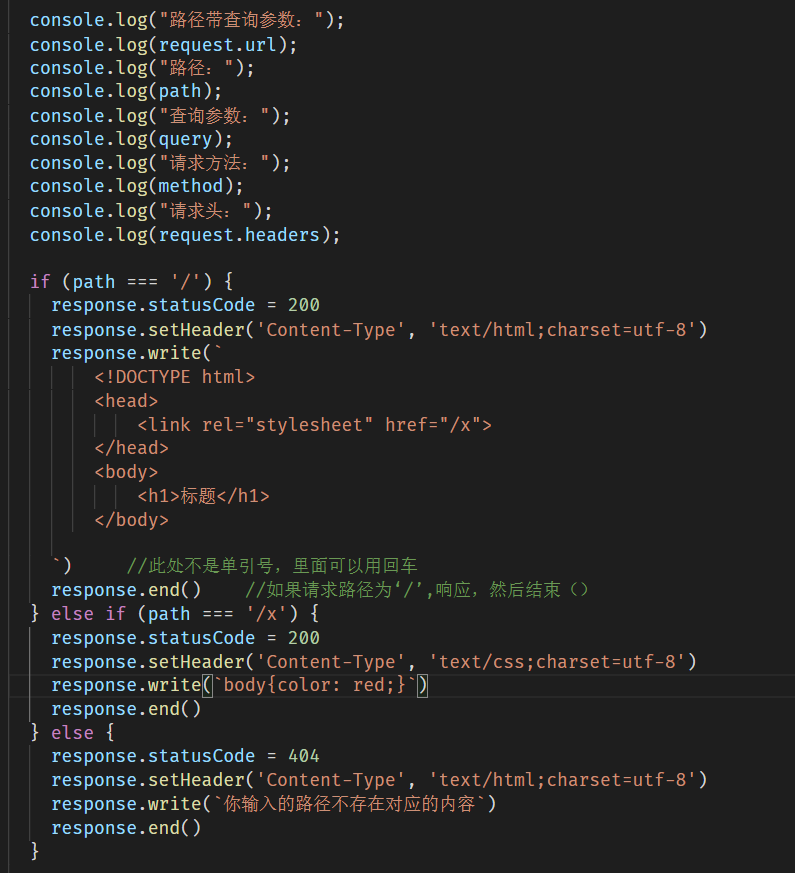 console.log("路径带查询参数：");
console.log(request.url);
console.log("路径：");
console.log(path);
console.log("查询参数：");
console.log(query);
console.log("请求方法：");
console.log(method);
console.log("请求头：");
console.log(request.headers);
if (path === '/') {
response.statusCode = 200
response.setHeader('Content-Type', 'text/html;charset=utf-8')
response.write(`
<!DOCTYPE html>
<head>
<link rel="stylesheet" href="/x">
</head>
<body>
<h1>标题</h1>
</body>
`) //此处不是单引号，里面可以用回车
response.end() //如果请求路径为‘/’,响应，然后结束（）
} else if (path === '/x') {
response.statusCode = 200
response.setHeader('Content-Type', 'text/css;charset=utf-8')
response.write(`body{color: red;}`)
response.end()
} else {
response.statusCode = 404
response.setHeader('Content-Type', 'text/html;charset=utf-8')
response.write(`你输入的路径不存在对应的内容`)
response.end()
}